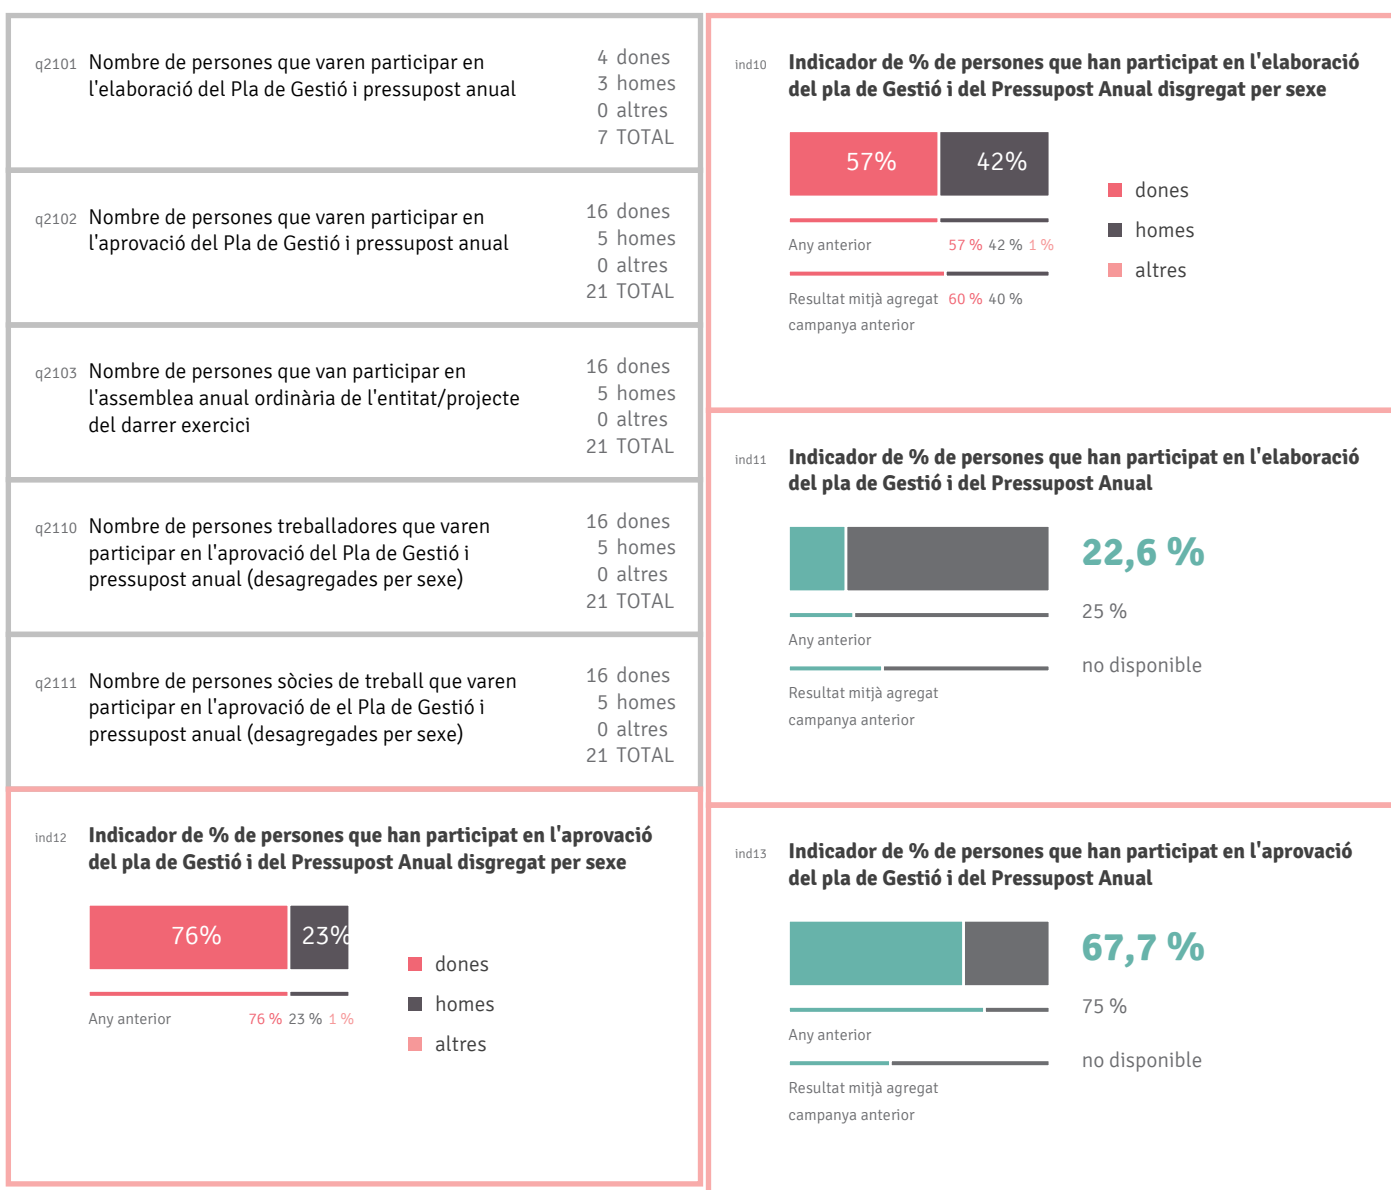 q2101 Nombre de persones que varen participar en
l'elaboració del Pla de Gestió i pressupost anual
4 dones
3 homes
0 altres
7 TOTAL
q2102 Nombre de persones que varen participar en
l'aprovació del Pla de Gestió i pressupost anual
16 dones
5 homes
0 altres
21 TOTAL
q2103 Nombre de persones que van participar en
l'assemblea anual ordinària de l'entitat/projecte
del darrer exercici
16 dones
5 homes
0 altres
21 TOTAL
q2110 Nombre de persones treballadores que varen
participar en l'aprovació del Pla de Gestió i
pressupost anual (desagregades per sexe)
16 dones
5 homes
0 altres
21 TOTAL
q2111 Nombre de persones sòcies de treball que varen
participar en l'aprovació de el Pla de Gestió i
pressupost anual (desagregades per sexe)
16 dones
5 homes
0 altres
21 TOTAL
ind12 Indicador de % de persones que han participat en l'aprovació
del pla de Gestió i del Pressupost Anual disgregat per sexe
76% 23%
Any anterior 76 % 23 % 1 %
dones
homes
altres
ind10 Indicador de % de persones que han participat en l'elaboració
del pla de Gestió i del Pressupost Anual disgregat per sexe
57% 42%
Any anterior 57 % 42 % 1 %
Resultat mitjà agregat 60 % 40 %
campanya anterior
dones
homes
altres
ind11 Indicador de % de persones que han participat en l'elaboració
del pla de Gestió i del Pressupost Anual
22,6 %
25 %
Any anterior
no disponible
Resultat mitjà agregat
campanya anterior
ind13 Indicador de % de persones que han participat en l'aprovació
del pla de Gestió i del Pressupost Anual
67,7 %
75 %
Any anterior
no disponible
Resultat mitjà agregat
campanya anterior